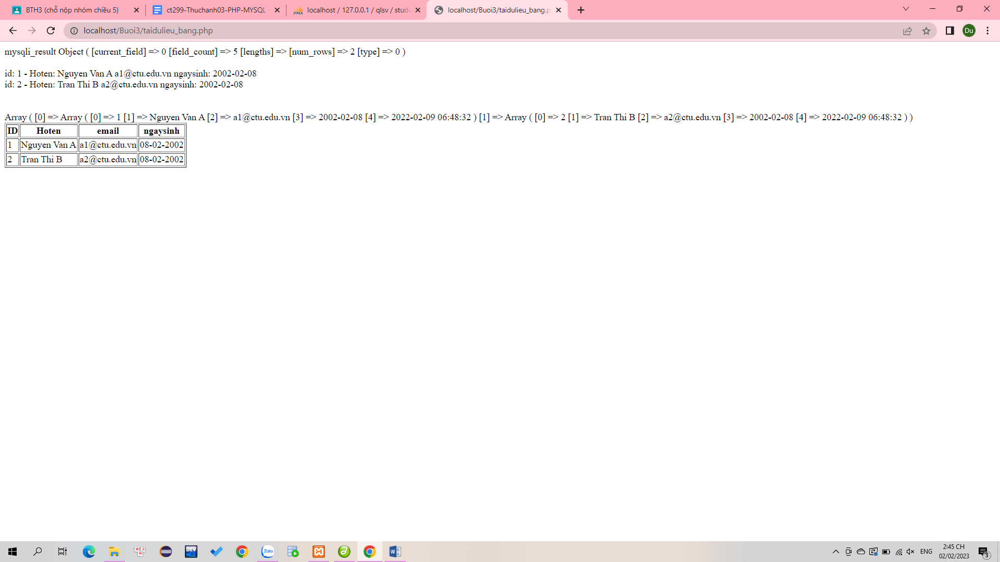 BTH3 (chỗ nộp nhóm chiều 5)
ct299-Thuchanh03-PHP-MYSQL
localhost / 127.0.0.1 / qlsv / stude
localhost/Buoi3/taidulieu_bang.p
localhost/Buoi3/taidulieu_bang.php
Du
mysqli_result Object ( [current_field] => 0 [field_count] => 5 [lengths] => [num_rows] => 2 [type] => 0 )
id: 1 - Hoten: Nguyen Van A a1@ctu.edu.vn ngaysinh: 2002-02-08
id: 2 - Hoten: Tran Thi B a2@ctu.edu.vn ngaysinh: 2002-02-08
Array ( [0] => Array ( [0] => 1 [1] => Nguyen Van A [2] => a1@ctu.edu.vn [3] => 2002-02-08 [4] => 2022-02-09 06:48:32 ) [1] => Array ( [0] => 2 [1] => Tran Thi B [2] => a2@ctu.edu.vn [3] => 2002-02-08 [4] => 2022-02-09 06:48:32 ) )
ID Hoten email ngaysinh
1 Nguyen Van A a1@ctu.edu.vn 08-02-2002
2 Tran Thi B a2@ctu.edu.vn 08-02-2002
DEV
Zalo
ENG
2:45 CH
02/02/2023
3